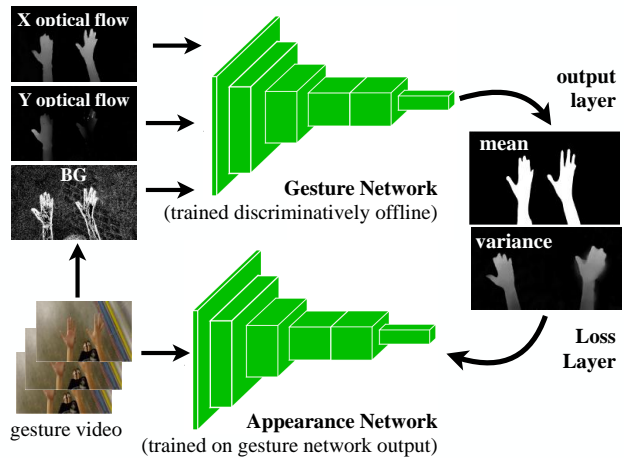 X optical flow
Y optical flow
BG
gesture video
Gesture Network
(trained discriminatively offline)
output
layer
mean
variance
Loss
Layer
Appearance Network
(trained on gesture network output)